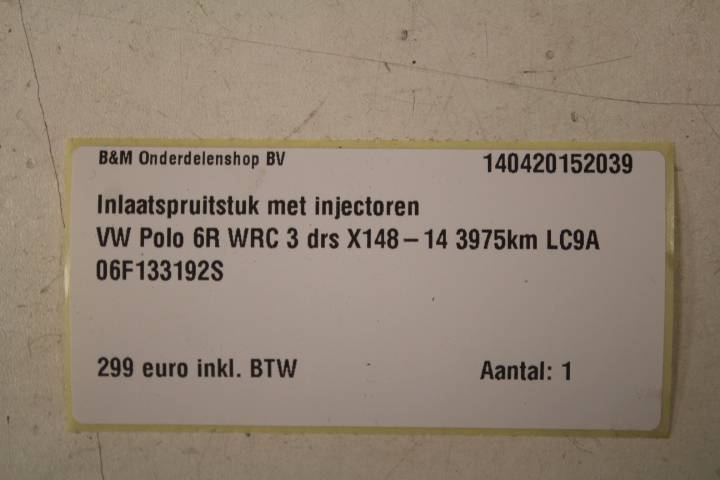 B&M Onderdelenshop BV 140420152039
Inlaatspruitstuk met injectoren
VW Polo 6R WRC 3 drs X148 – 14 3975km LC9A
06F133192S
299 euro inkl. BTW Aantal: 1